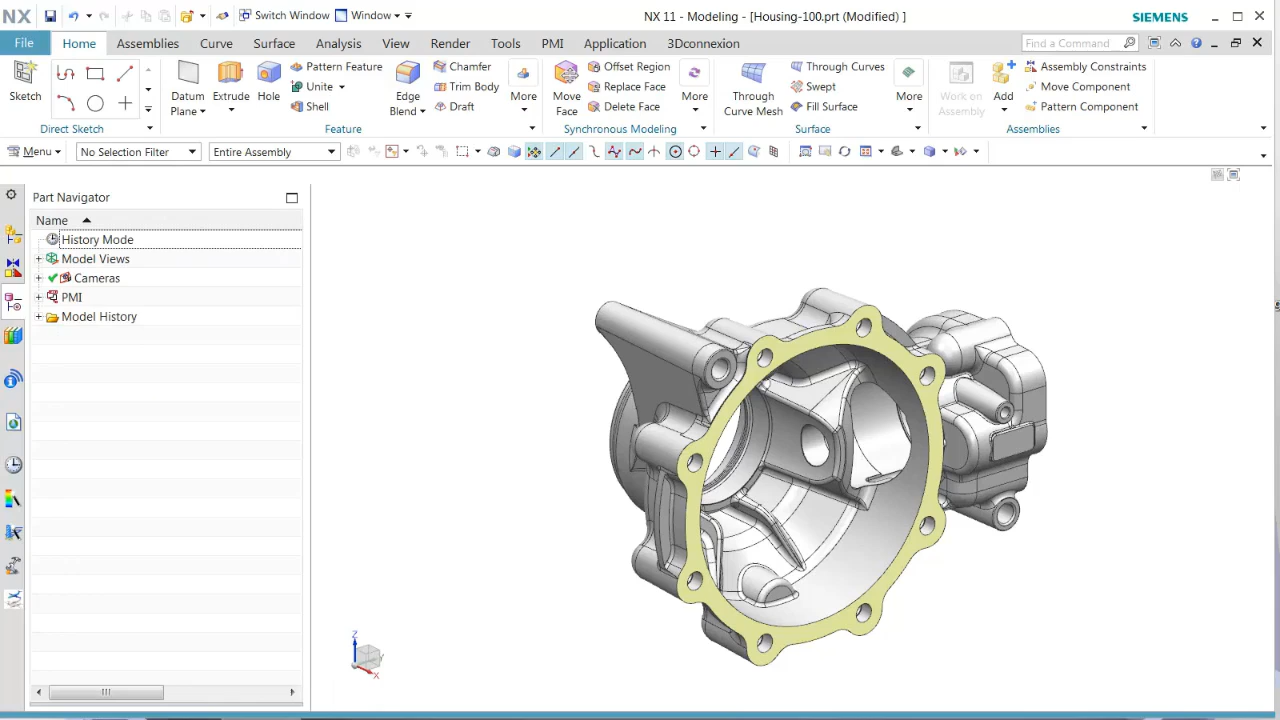 NX Switch Window Window NX 11 - Modeling - [Housing-100.prt (Modified) ] SIEMENS
File Home Assemblies Curve Surface Analysis View Render Tools PMI Application 3Dconnexion Find a Command
Sketch
Direct Sketch
Datum Plane
Extrude
Hole
Pattern Feature
Unite
Shell
Edge Blend
Chamfer
Trim Body
Draft
More
Feature
Move Face
Offset Region
Replace Face
Delete Face
More
Synchronous Modeling
Through Curve Mesh
Through Curves
Swept
Fill Surface
More
Surface
Work on Assembly
Add
Assembly Constraints
Move Component
Pattern Component
Assemblies
Menu No Selection Filter Entire Assembly
Part Navigator
Name
History Mode
Model Views
Cameras
PMI
Model History
Z
Y
X